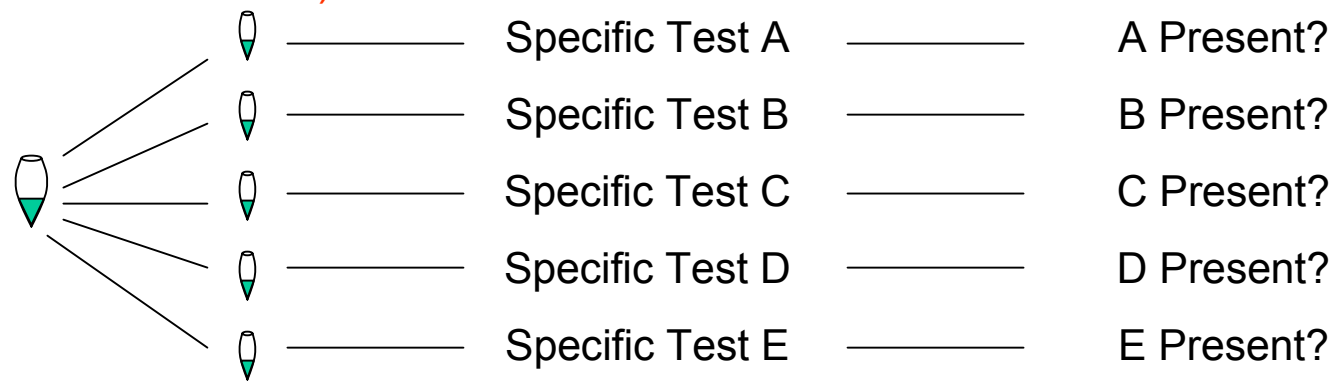 Specific Test A A Present?
Specific Test B B Present?
Specific Test C C Present?
Specific Test D D Present?
Specific Test E E Present?